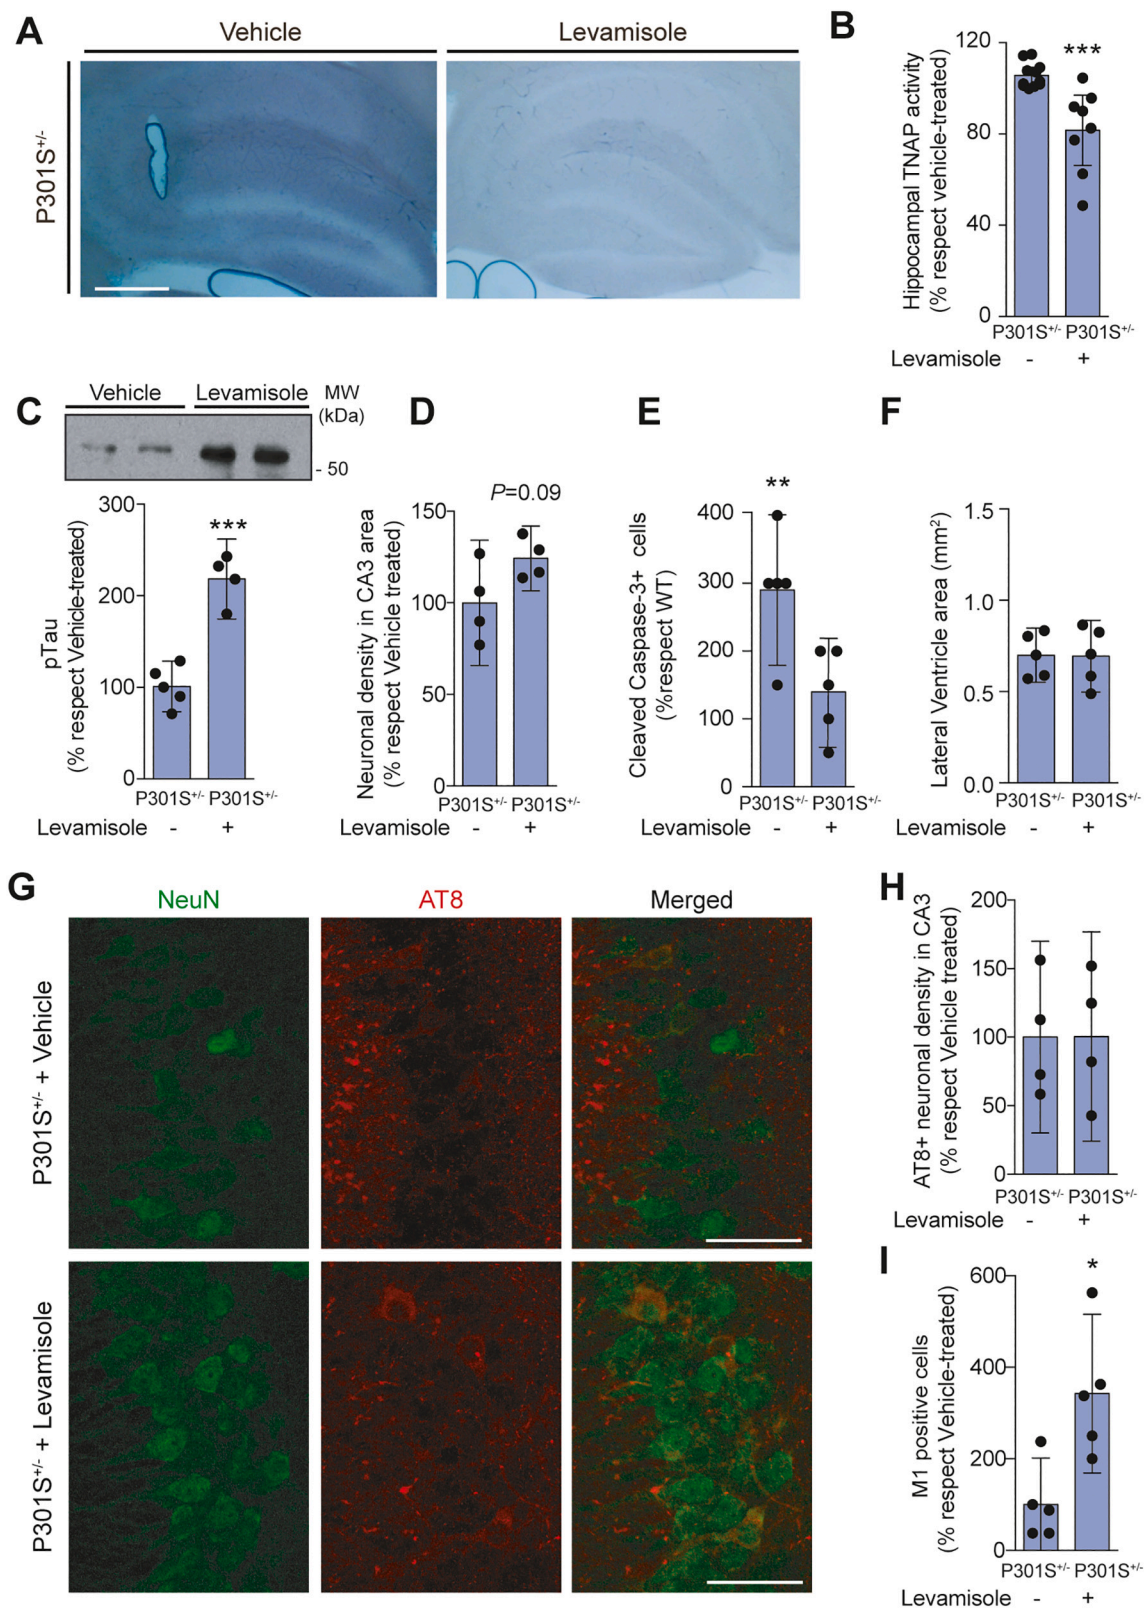 A
Vehicle
Levamisole
P301S+/-
B
Hippocampal TNAP activity
(% respect vehicle-treated)
120
80
40
0
***
P301S+/- P301S+/-
Levamisole - +
C
Vehicle Levamisole MW
(kDa)
- 50
pTau
(% respect Vehicle-treated)
300
200
100
0
***
P301S+/- P301S+/-
Levamisole - +
D
Neuronal density in CA3 area
(% respect Vehicle treated)
150
100
50
0
P=0.09
P301S+/- P301S+/-
Levamisole - +
E
Cleaved Caspase-3+ cells
(%respect WT)
400
300
200
100
0
**
P301S+/- P301S+/-
Levamisole - +
F
Lateral Ventricle area (mm2)
1.5
1.0
0.5
0.0
P301S+/- P301S+/-
Levamisole - +
G
NeuN AT8 Merged
P301S+/- + Vehicle
P301S+/- + Levamisole
H
AT8+ neuronal density in CA3
(% respect Vehicle treated)
200
150
100
50
0
P301S+/- P301S+/-
Levamisole - +
I
M1 positive cells
(% respect Vehicle-treated)
600
400
200
0
*
P301S+/- P301S+/-
Levamisole - +